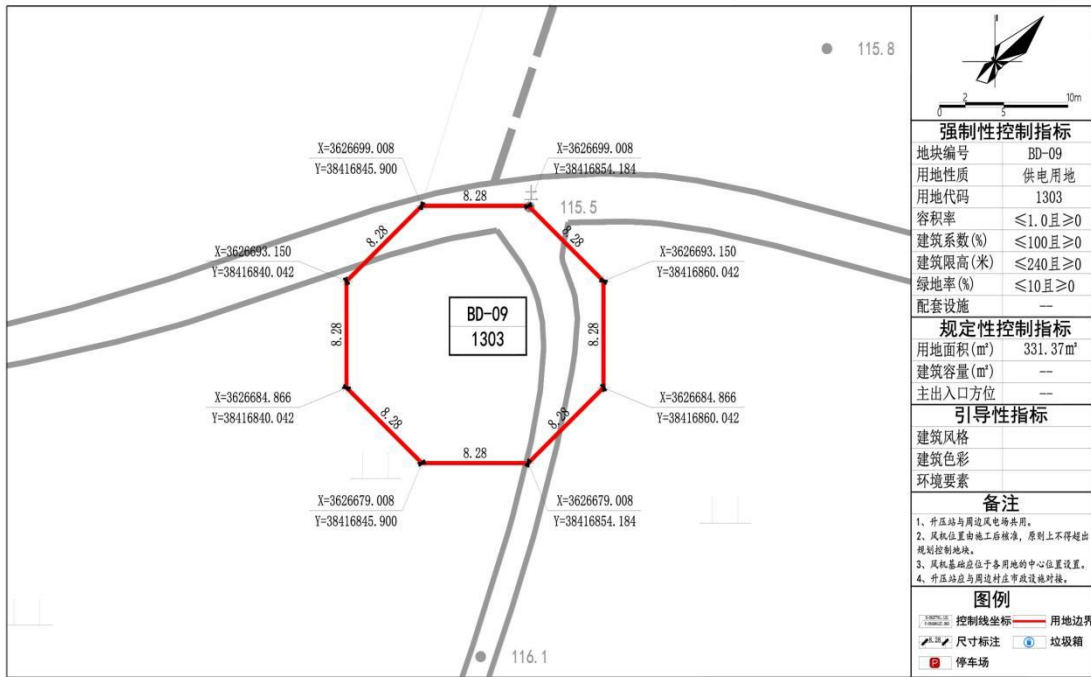 115.8
X=3626699.008
Y=38416845.900
X=3626699.008
Y=38416854.184
8.28
土
115.5
8.28
8.28
X=3626693.150
Y=38416840.042
X=3626693.150
Y=38416860.042
BD-09
1303
8.28
8.28
X=3626684.866
Y=38416840.042
X=3626684.866
Y=38416860.042
8.28
8.28
8.28
X=3626679.008
Y=38416845.900
X=3626679.008
Y=38416854.184
116.1
0 2 5 10m
强制性控制指标
地块编号 BD-09
用地性质 供电用地
用地代码 1303
容积率 ≤1.0且≥0
建筑系数(%) ≤100且≥0
建筑限高(米) ≤240且≥0
绿地率(%) ≤10且≥0
配套设施 --
规定性控制指标
用地面积(㎡) 331.37㎡
建筑容量(㎡) --
主出入口方位 --
引导性指标
建筑风格
建筑色彩
环境要素
备注
1、升压站与周边风电场共用。
2、风机位置由施工后核准，原则上不得超出
规划控制地块。
3、风机基础应位于各用地的中心位置设置。
4、升压站应与周边村庄市政设施对接。
图例
控制线坐标 用地边界
8.28 尺寸标注 垃圾箱
P 停车场